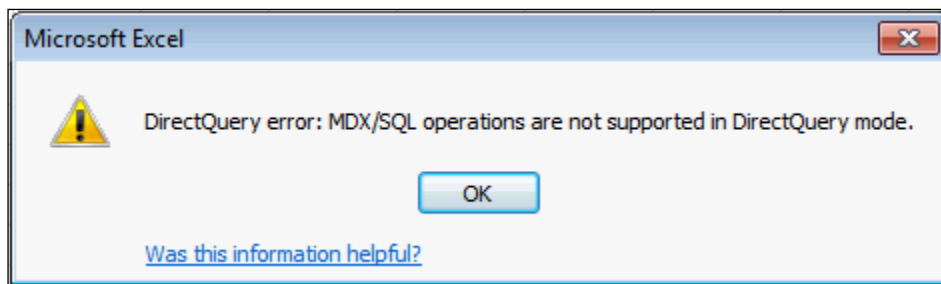 Microsoft Excel
DirectQuery error: MDX/SQL operations are not supported in DirectQuery mode.
OK
Was this information helpful?